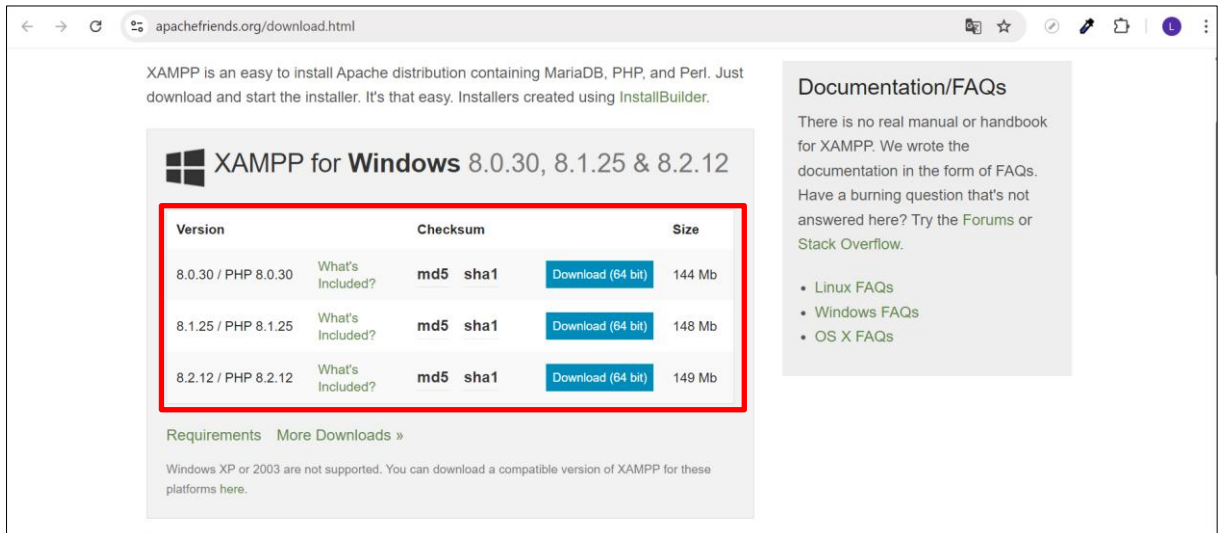 apachefriends.org/download.html
L
XAMPP is an easy to install Apache distribution containing MariaDB, PHP, and Perl. Just
download and start the installer. It's that easy. Installers created using InstallBuilder.
XAMPP for Windows 8.0.30, 8.1.25 & 8.2.12
Version Checksum Size
8.0.30 / PHP 8.0.30 What's Included? md5 sha1 Download (64 bit) 144 Mb
8.1.25 / PHP 8.1.25 What's Included? md5 sha1 Download (64 bit) 148 Mb
8.2.12 / PHP 8.2.12 What's Included? md5 sha1 Download (64 bit) 149 Mb
Requirements More Downloads »
Windows XP or 2003 are not supported. You can download a compatible version of XAMPP for these
platforms here.
Documentation/FAQs
There is no real manual or handbook
for XAMPP. We wrote the
documentation in the form of FAQs.
Have a burning question that's not
answered here? Try the Forums or
Stack Overflow.
• Linux FAQs
• Windows FAQs
• OS X FAQs